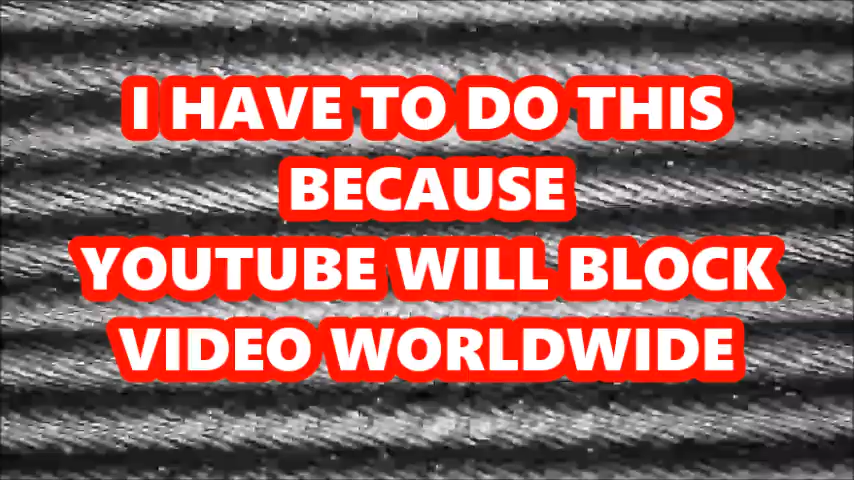 I HAVE TO DO THIS
BECAUSE
YOUTUBE WILL BLOCK
VIDEO WORLDWIDE